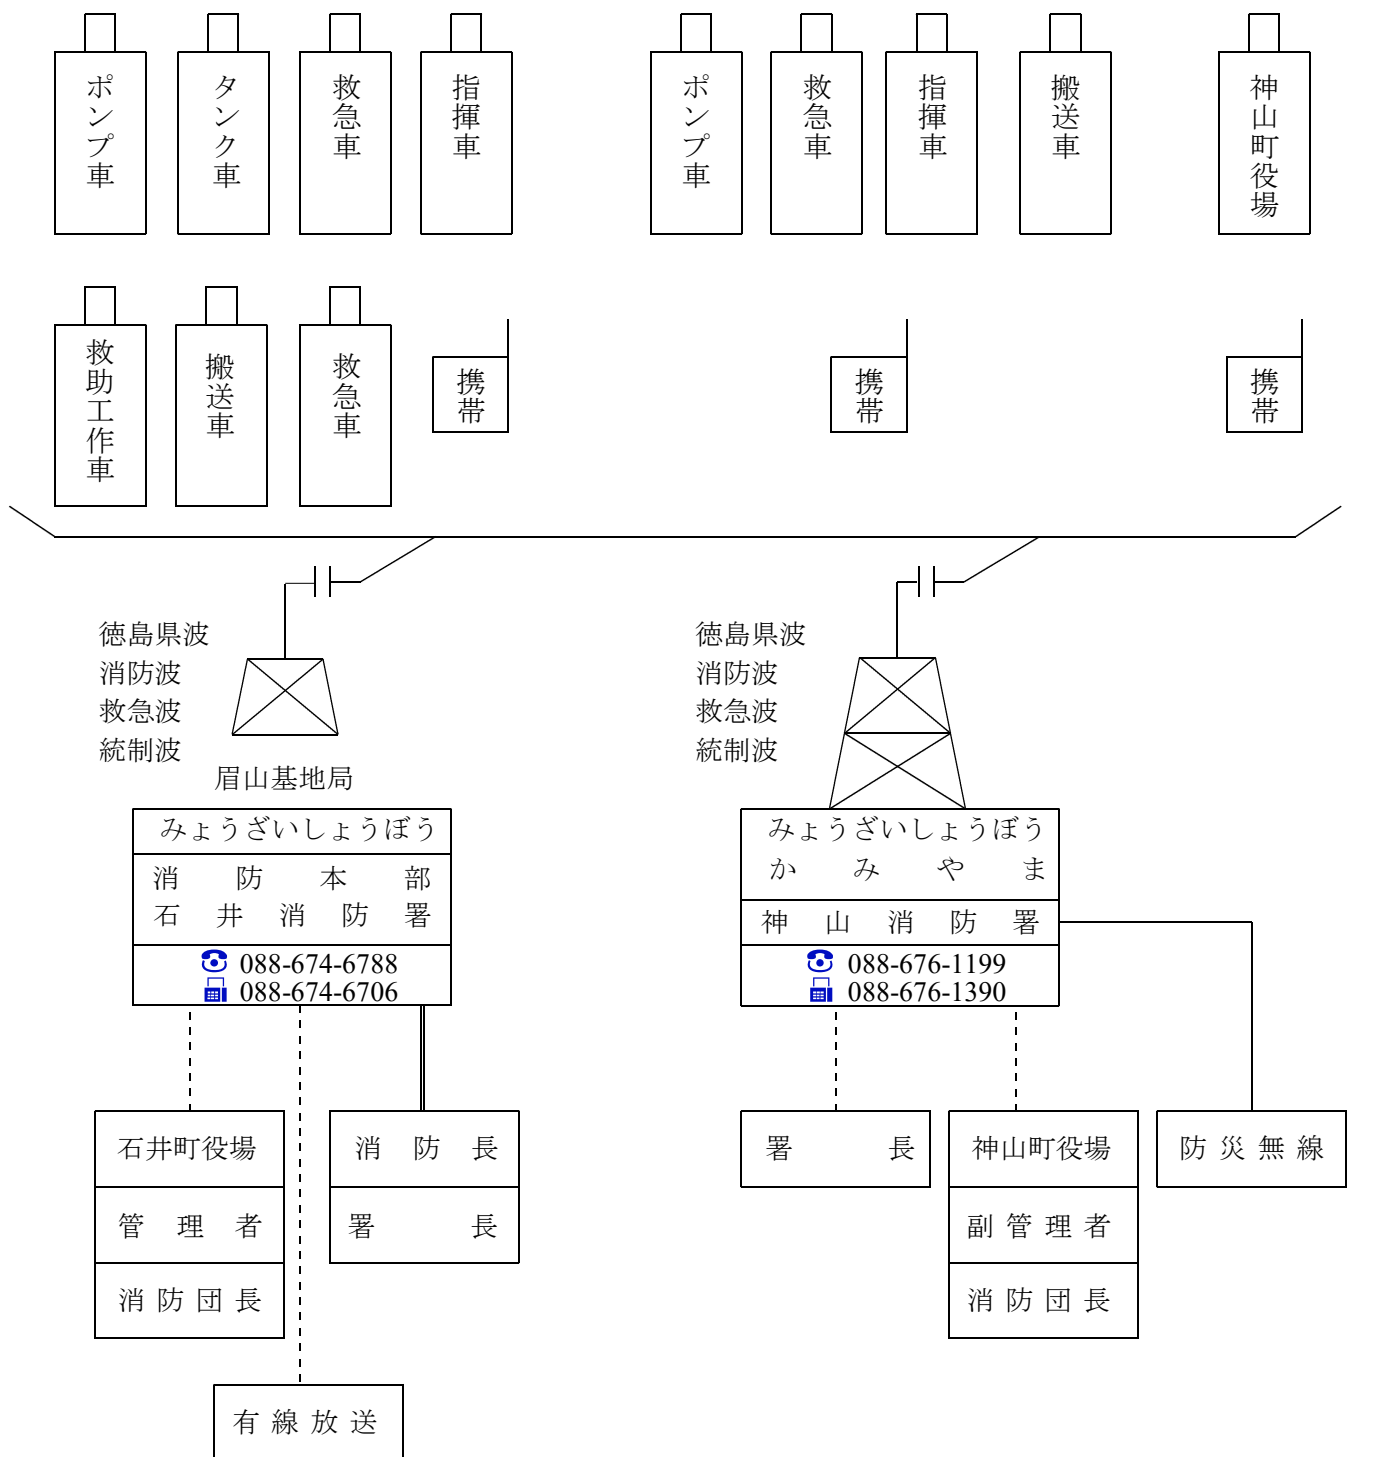 ポンプ車
タンク車
救急車
指揮車
ポンプ車
救急車
指揮車
搬送車
神山町役場
救助工作車
搬送車
救急車
携帯
携帯
携帯
徳島県波
消防波
救急波
統制波
眉山基地局
徳島県波
消防波
救急波
統制波
みょうざいしょうぼう
消防本部
石井消防署
088-674-6788
088-674-6706
みょうざいしょうぼう
かみやま
神山消防署
088-676-1199
088-676-1390
石井町役場
管理者
消防団長
消防長
署長
署長
神山町役場
副管理者
消防団長
防災無線
有線放送